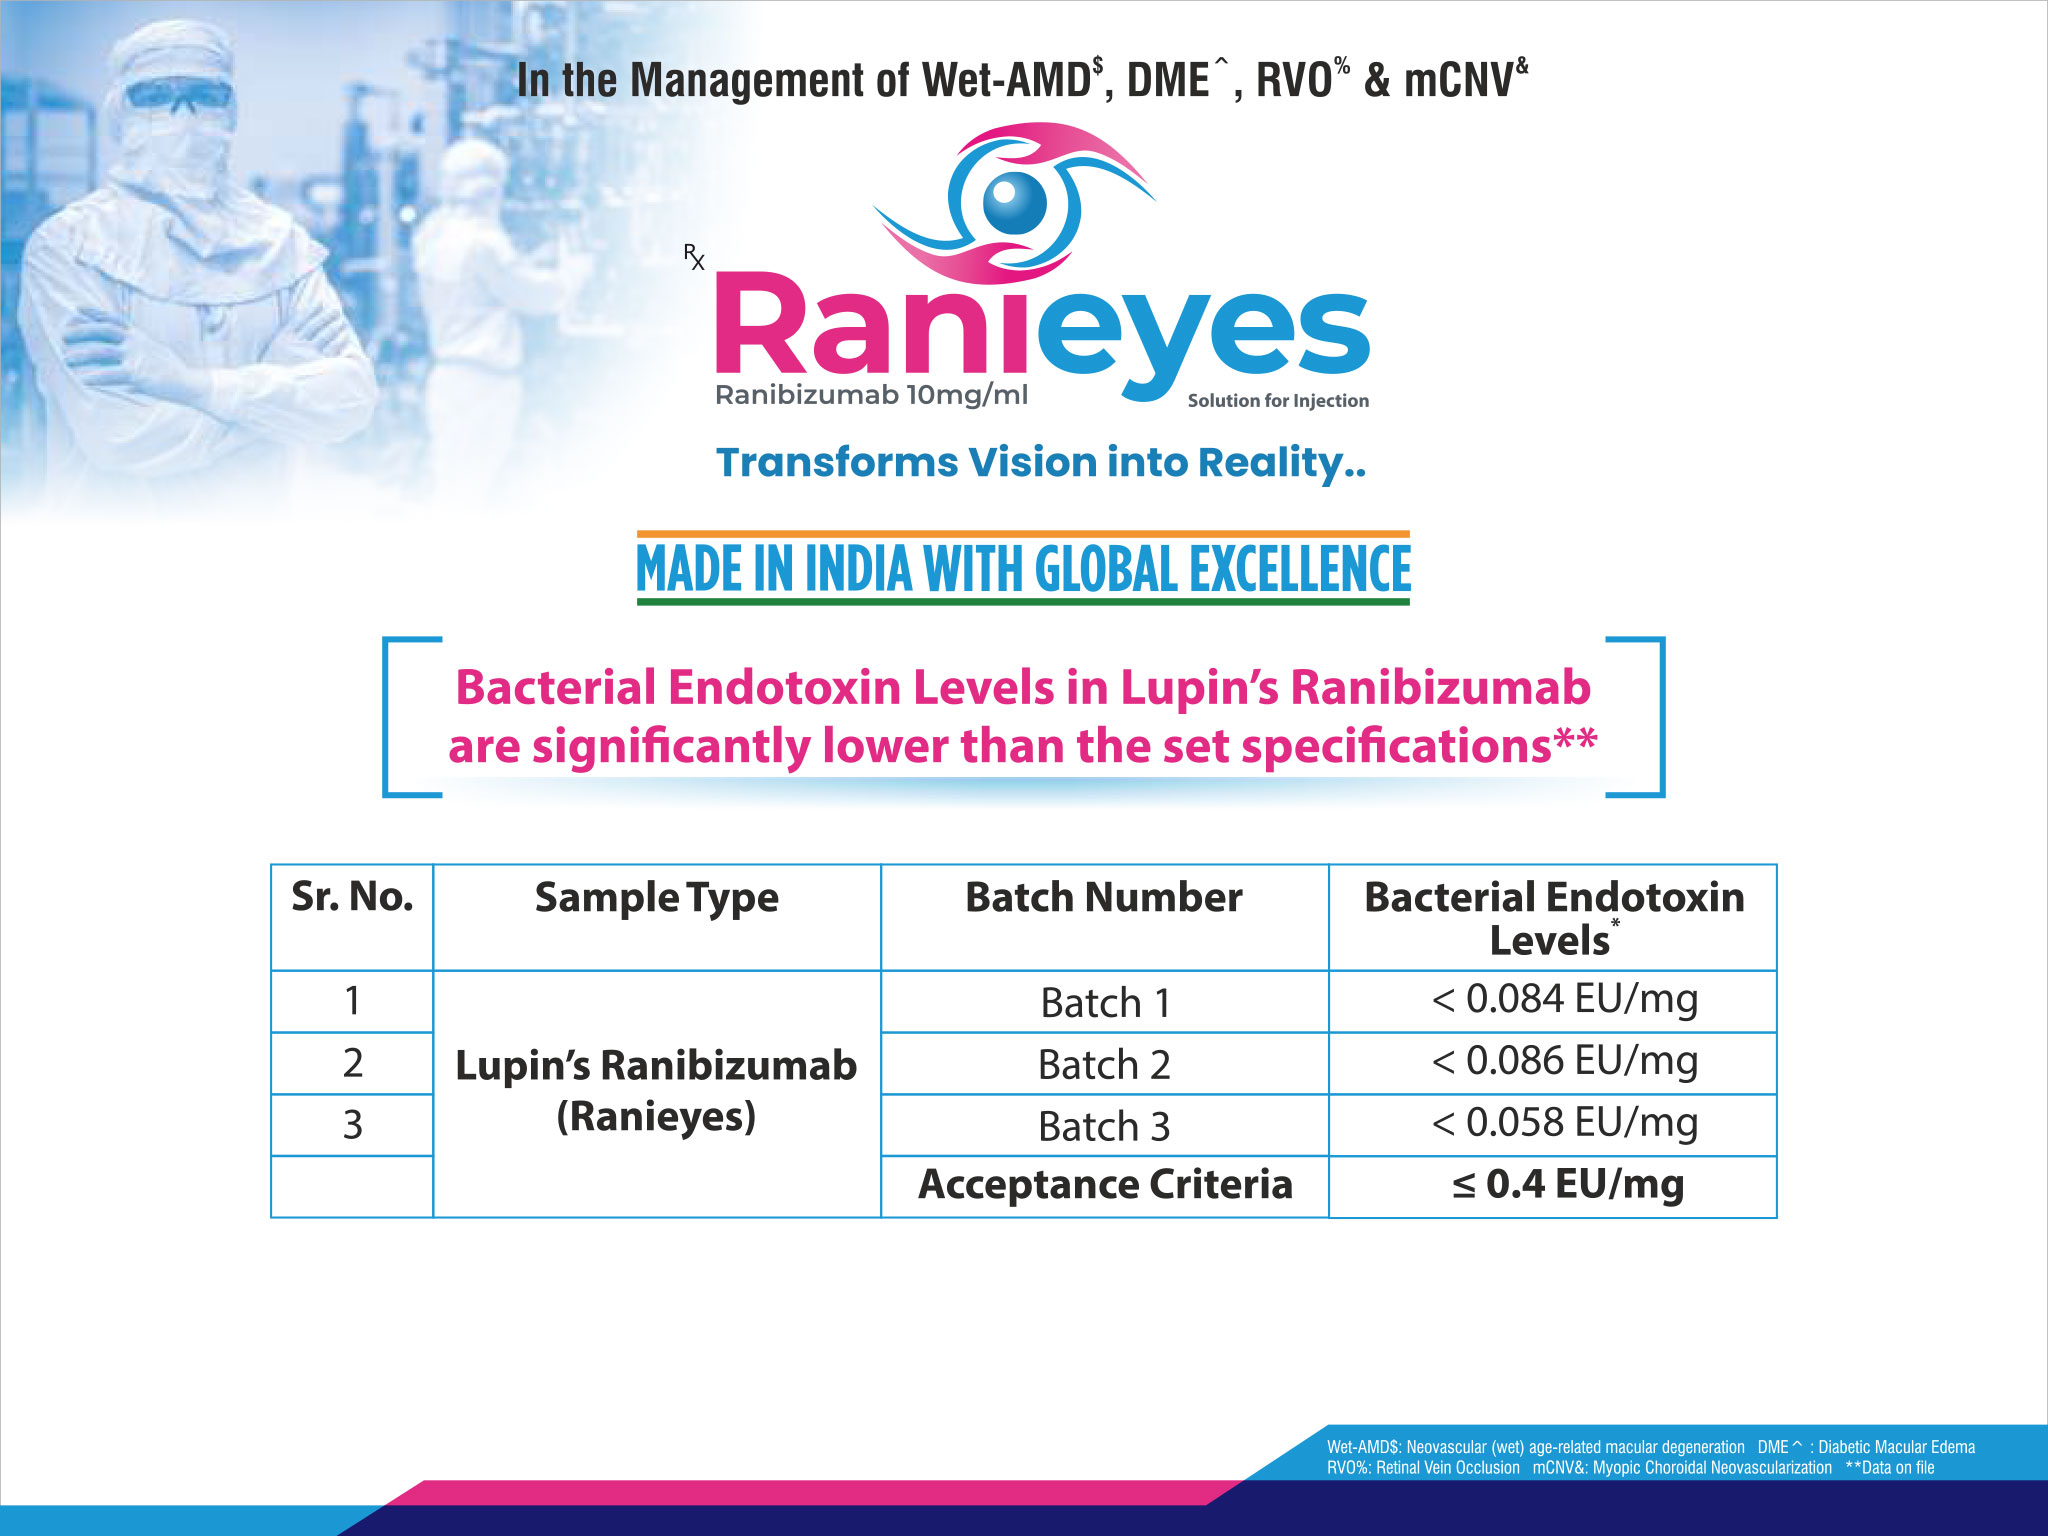 In the Management of Wet-AMD$, DME^, RVO% & mCNV&
Rx
Ranieyes
Ranibizumab 10mg/ml
Solution for Injection
Transforms Vision into Reality..
MADE IN INDIA WITH GLOBAL EXCELLENCE
Bacterial Endotoxin Levels in Lupin’s Ranibizumab
are significantly lower than the set specifications**
Sr. No. Sample Type Batch Number Bacterial Endotoxin
Levels*
1 Batch 1 < 0.084 EU/mg
Lupin’s Ranibizumab
2 Batch 2 < 0.086 EU/mg
(Ranieyes)
3 Batch 3 < 0.058 EU/mg
Acceptance Criteria ≤ 0.4 EU/mg
Wet-AMD$: Neovascular (wet) age-related macular degeneration DME^ : Diabetic Macular Edema
RVO%: Retinal Vein Occlusion mCNV&: Myopic Choroidal Neovascularization **Data on file